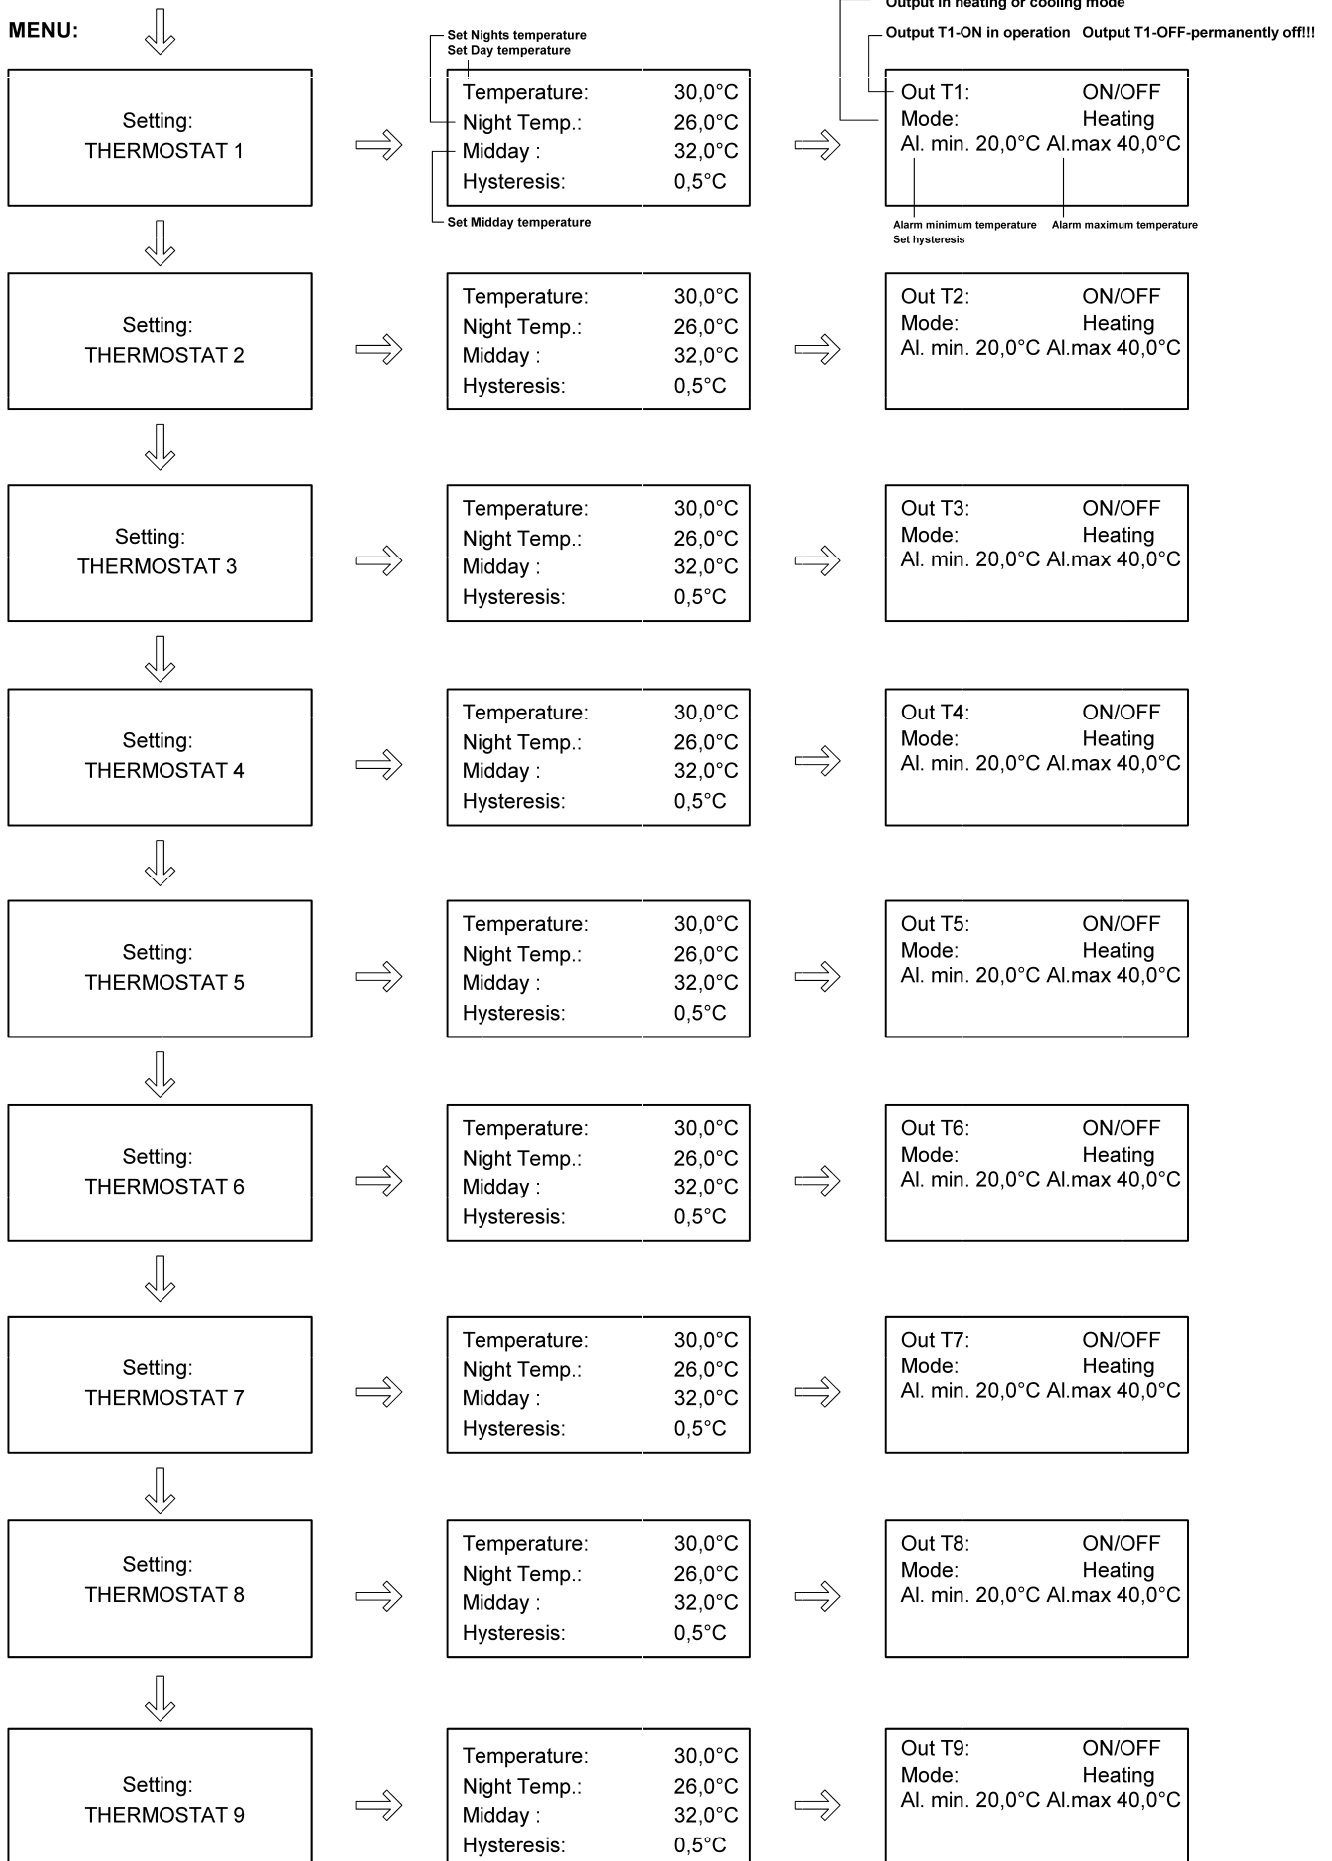 Output in heating or cooling mode
MENU:
Set Nights temperature
Set Day temperature
Output T1-ON in operation Output T1-OFF-permanently off!!!
Setting:
THERMOSTAT 1
Temperature: 30,0°C
Night Temp.: 26,0°C
Midday : 32,0°C
Hysteresis: 0,5°C
Out T1: ON/OFF
Mode: Heating
Al. min. 20,0°C Al.max 40,0°C
Set Midday temperature
Alarm minimum temperature Alarm maximum temperature
Set hysteresis
Setting:
THERMOSTAT 2
Temperature: 30,0°C
Night Temp.: 26,0°C
Midday : 32,0°C
Hysteresis: 0,5°C
Out T2: ON/OFF
Mode: Heating
Al. min. 20,0°C Al.max 40,0°C
Setting:
THERMOSTAT 3
Temperature: 30,0°C
Night Temp.: 26,0°C
Midday : 32,0°C
Hysteresis: 0,5°C
Out T3: ON/OFF
Mode: Heating
Al. min. 20,0°C Al.max 40,0°C
Setting:
THERMOSTAT 4
Temperature: 30,0°C
Night Temp.: 26,0°C
Midday : 32,0°C
Hysteresis: 0,5°C
Out T4: ON/OFF
Mode: Heating
Al. min. 20,0°C Al.max 40,0°C
Setting:
THERMOSTAT 5
Temperature: 30,0°C
Night Temp.: 26,0°C
Midday : 32,0°C
Hysteresis: 0,5°C
Out T5: ON/OFF
Mode: Heating
Al. min. 20,0°C Al.max 40,0°C
Setting:
THERMOSTAT 6
Temperature: 30,0°C
Night Temp.: 26,0°C
Midday : 32,0°C
Hysteresis: 0,5°C
Out T6: ON/OFF
Mode: Heating
Al. min. 20,0°C Al.max 40,0°C
Setting:
THERMOSTAT 7
Temperature: 30,0°C
Night Temp.: 26,0°C
Midday : 32,0°C
Hysteresis: 0,5°C
Out T7: ON/OFF
Mode: Heating
Al. min. 20,0°C Al.max 40,0°C
Setting:
THERMOSTAT 8
Temperature: 30,0°C
Night Temp.: 26,0°C
Midday : 32,0°C
Hysteresis: 0,5°C
Out T8: ON/OFF
Mode: Heating
Al. min. 20,0°C Al.max 40,0°C
Setting:
THERMOSTAT 9
Temperature: 30,0°C
Night Temp.: 26,0°C
Midday : 32,0°C
Hysteresis: 0,5°C
Out T9: ON/OFF
Mode: Heating
Al. min. 20,0°C Al.max 40,0°C